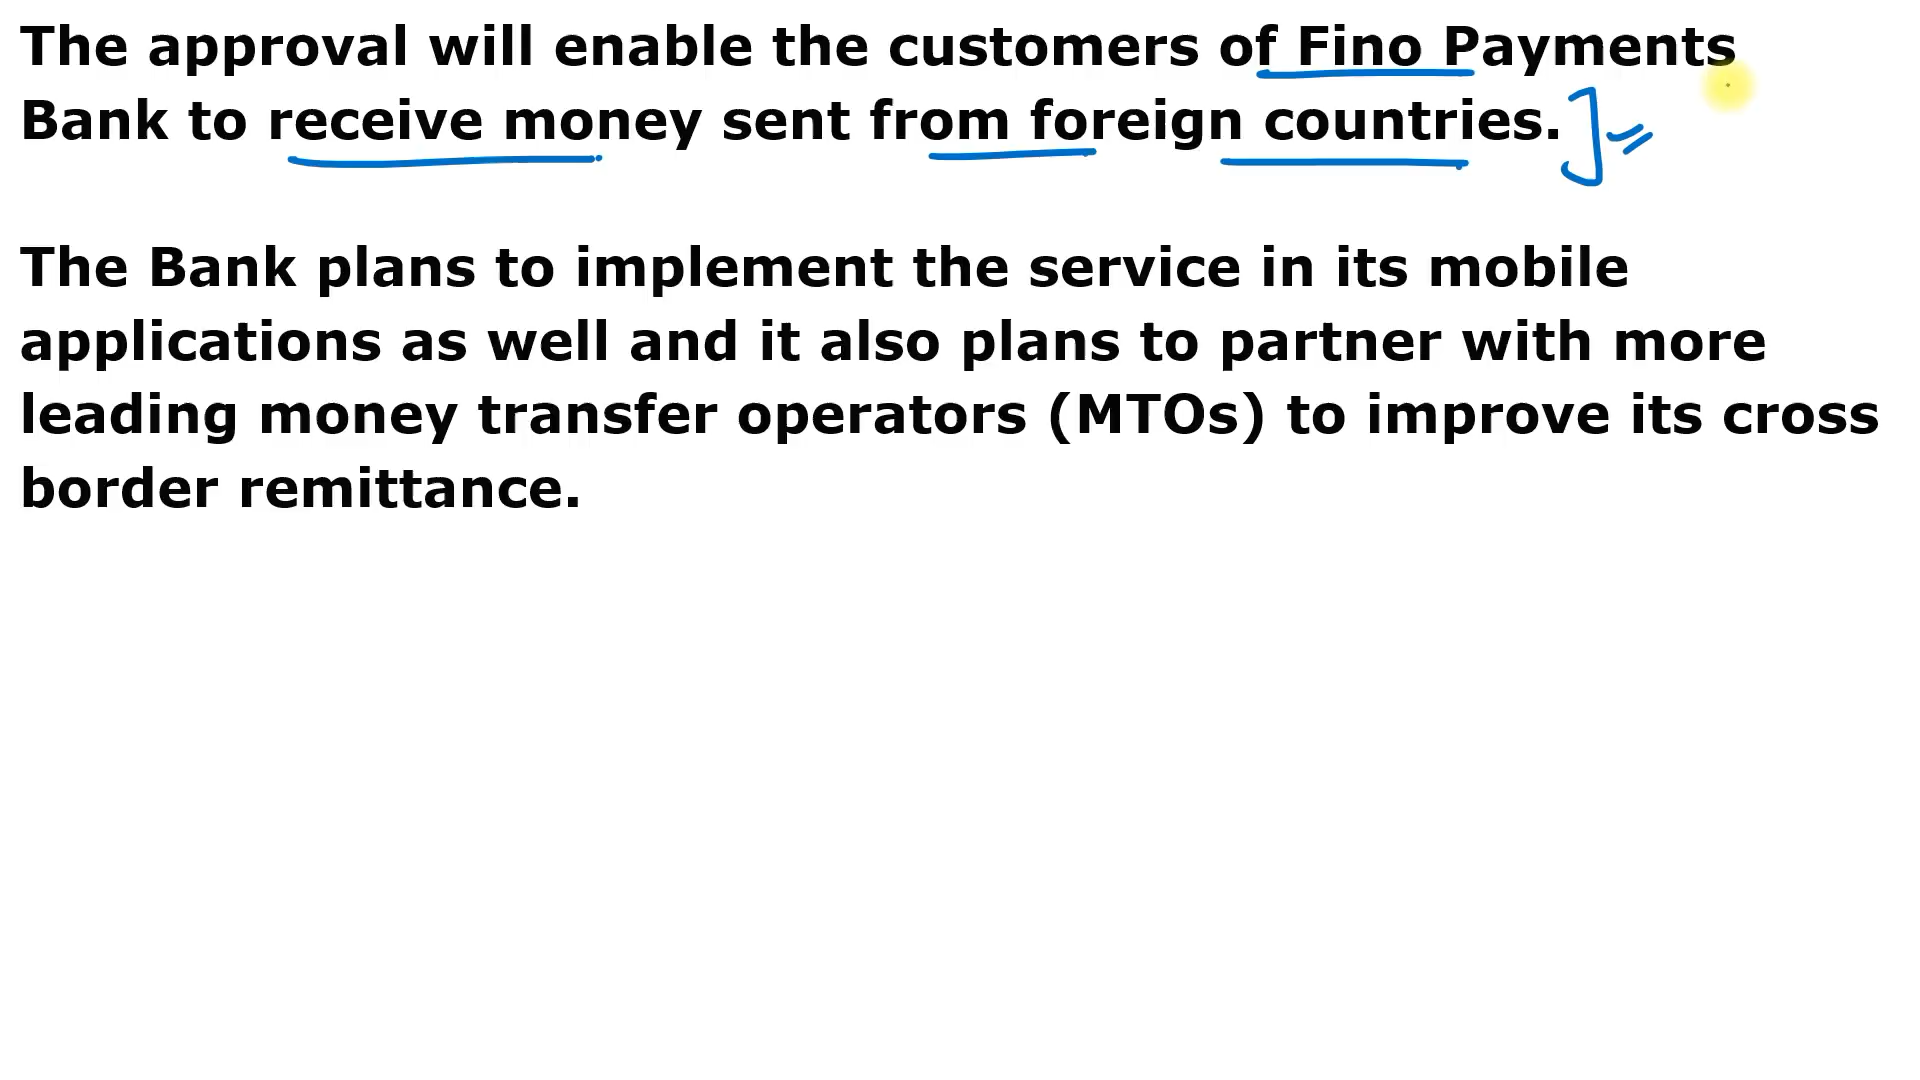 The approval will enable the customers of Fino Payments
Bank to receive money sent from foreign countries.
The Bank plans to implement the service in its mobile
applications as well and it also plans to partner with more
leading money transfer operators (MTOs) to improve its cross
border remittance.